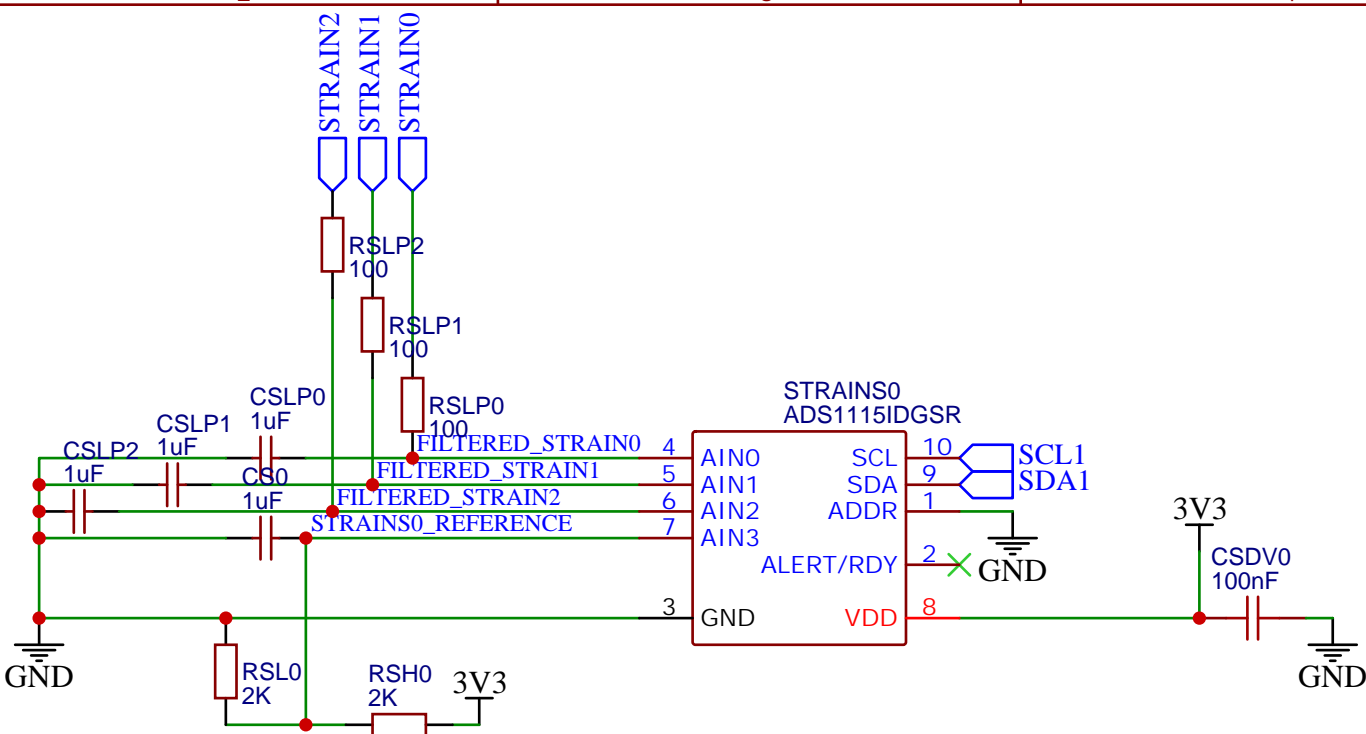 STRAIN2
STRAIN1
STRAIN0
RSLP2
100
RSLP1
100
RSLP0
100
CSLP0
1uF
CSLP1
1uF
CSLP2
1uF
CS0
1uF
FILTERED_STRAIN0
FILTERED_STRAIN1
FILTERED_STRAIN2
STRAINS0_REFERENCE
STRAINS0
ADS1115IDGSR
4 AIN0
5 AIN1
6 AIN2
7 AIN3
3 GND
SCL 10 SCL1
SDA 9 SDA1
ADDR 1
ALERT/RDY 2
GND
VDD 8
3V3
CSDV0
100nF
GND
GND
RSL0
2K
RSH0
2K
3V3